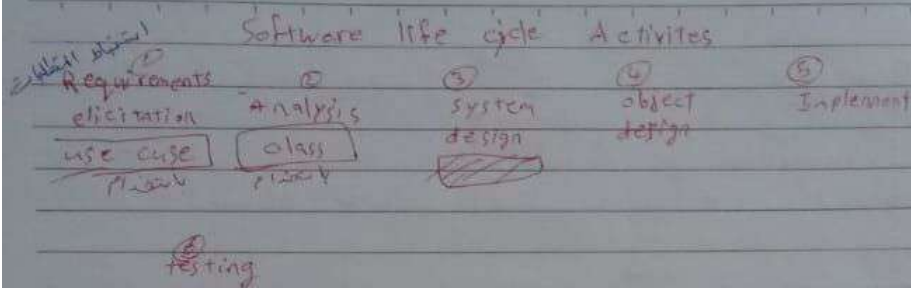 Software life cycle Activites
استنباط المتطلبات
① ② ③ ④ ⑤
Requirements Analysis system object Implement
elicitation design design
use cuse class
باستخدام باستخدام
⑥
testing